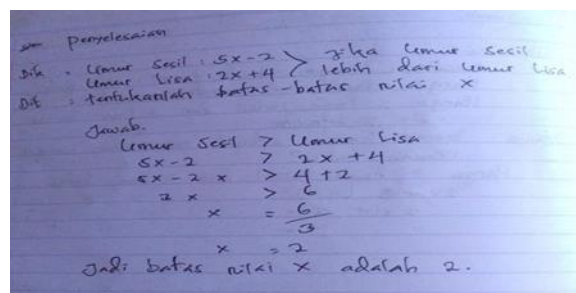 Penyelesaian
Dik : Umur Sesil : 5x-2 > jika Umur Sesil
Umur Lisa : 2x+4 lebih dari Umur Lisa
Dit : tentukanlah batas-batas nilai x
Jawab.
Umur Sesil > Umur Lisa
5x-2 > 2x+4
5x-2x > 4+2
3x > 6
x = 6/3
x = 2
Jadi batas nilai x adalah 2.